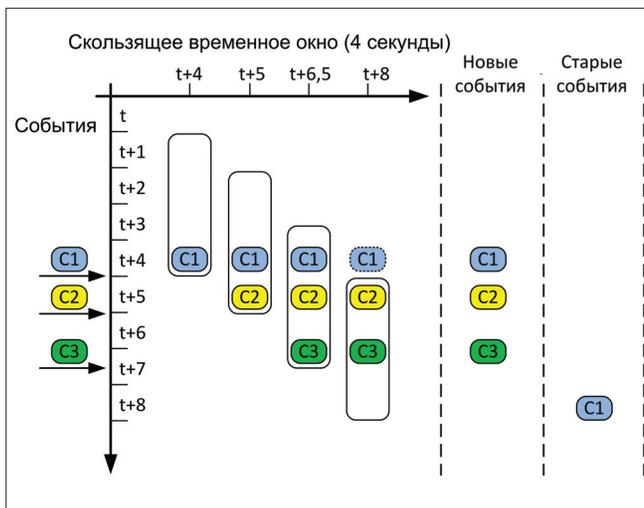 Скользящее временное окно (4 секунды)
t+4 t+5 t+6,5 t+8
Новые
события
Старые
события
События
t
t+1
t+2
t+3
C1 t+4 C1 C1 C1 C1 C1
C2 t+5 C2 C2 C2 C2
t+6
C3 C3 C3 C3
t+7
t+8 C1